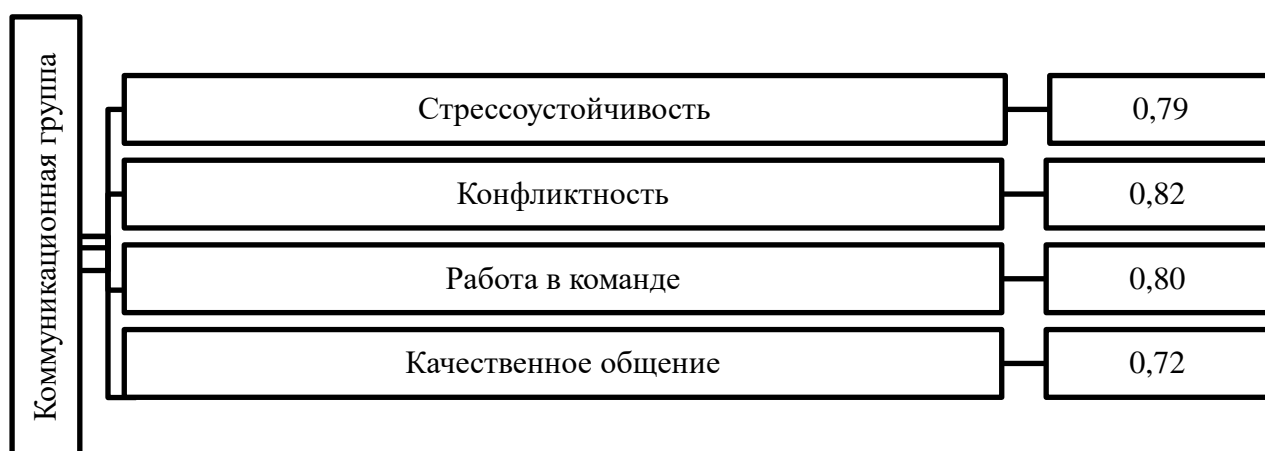 Коммуникационная группа
Стрессоустойчивость 0,79
Конфликтность 0,82
Работа в команде 0,80
Качественное общение 0,72